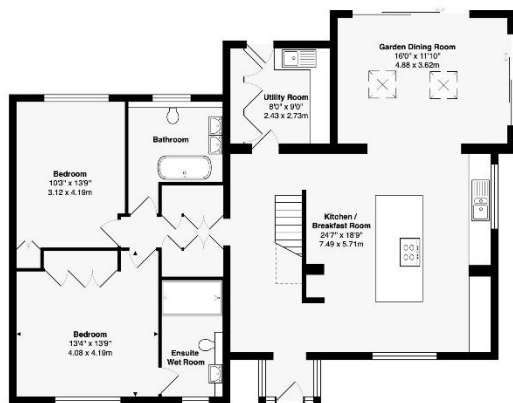 Garden Dining Room
16'0" x 11'10"
4.88 x 3.62m
Utility Room
8'0" x 9'0"
2.43 x 2.73m
Bathroom
Bedroom
10'3" x 13'9"
3.12 x 4.19m
Kitchen /
Breakfast Room
24'7" x 18'9"
7.49 x 5.71m
Bedroom
13'4" x 13'9"
4.08 x 4.19m
Ensuite
Wet Room